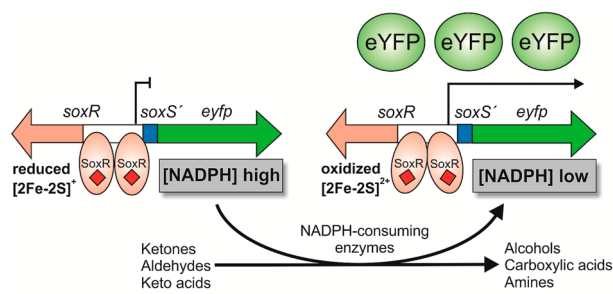 eYFP eYFP eYFP
soxR soxS´ eyfp
soxR soxS´ eyfp
SoxR SoxR
SoxR SoxR
reduced
[2Fe-2S]+
[NADPH] high
oxidized
[2Fe-2S]2+
[NADPH] low
NADPH-consuming
enzymes
Ketones
Aldehydes
Keto acids
Alcohols
Carboxylic acids
Amines